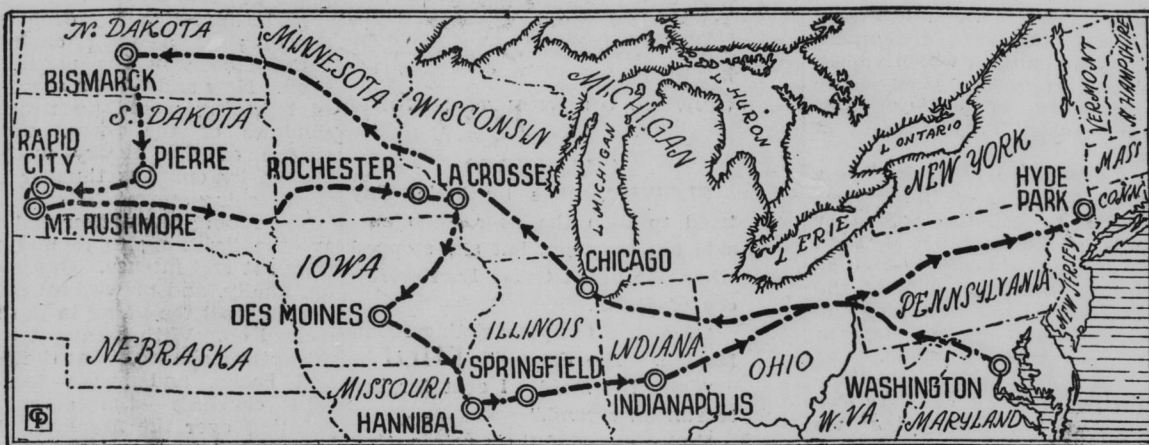 N. DAKOTA
BISMARCK
MINNESOTA
WISCONSIN
MICHIGAN
L. MICHIGAN
L. HURON
L. ONTARIO
L. ERIE
NEW YORK
VERMONT
N HAMPSHIRE
MASS
CONN.
HYDE
PARK
S. DAKOTA
RAPID
CITY
PIERRE
MT. RUSHMORE
ROCHESTER
LA CROSSE
IOWA
DES MOINES
CHICAGO
ILLINOIS
INDIANA
OHIO
PENNSYLVANIA
NEW JERSEY
NEBRASKA
MISSOURI
HANNIBAL
SPRINGFIELD
INDIANAPOLIS
W. VA.
WASHINGTON
MARYLAND